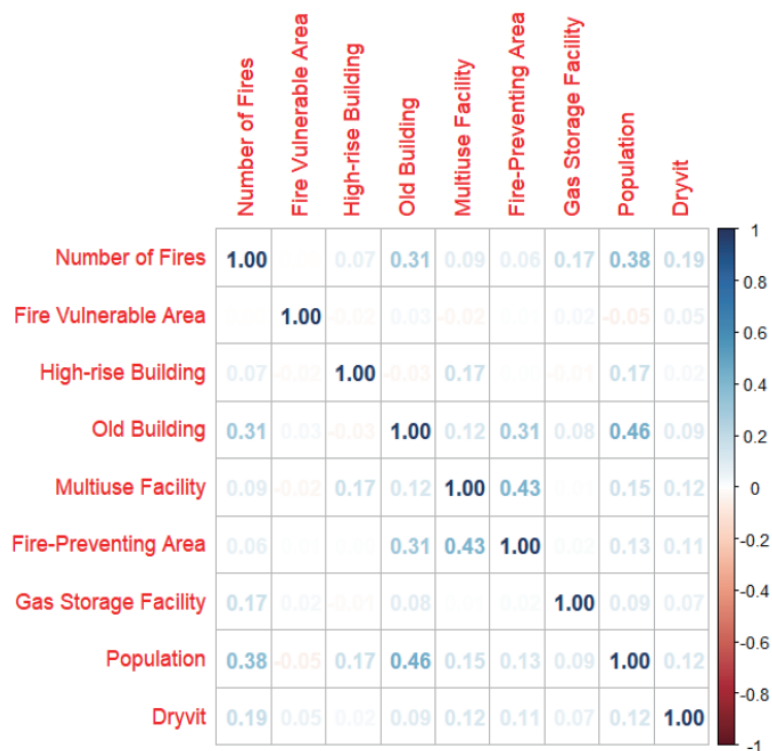 Number of Fires
Fire Vulnerable Area
High-rise Building
Old Building
Multiuse Facility
Fire-Preventing Area
Gas Storage Facility
Population
Dryvit
Number of Fires 1.00 0.07 0.31 0.09 0.06 0.17 0.38 0.19
Fire Vulnerable Area 1.00 -0.02 0.03 -0.02 0.02 -0.05 0.05
High-rise Building 0.07 -0.02 1.00 -0.03 0.17 -0.01 0.17 0.02
Old Building 0.31 0.03 -0.03 1.00 0.12 0.31 0.08 0.46 0.09
Multiuse Facility 0.09 -0.02 0.17 0.12 1.00 0.43 0.15 0.12
Fire-Preventing Area 0.06 0.31 0.43 1.00 0.02 0.13 0.11
Gas Storage Facility 0.17 0.02 -0.01 0.08 0.02 1.00 0.09 0.07
Population 0.38 -0.05 0.17 0.46 0.15 0.13 0.09 1.00 0.12
Dryvit 0.19 0.05 0.02 0.09 0.12 0.11 0.07 0.12 1.00
1
0.8
0.6
0.4
0.2
0
-0.2
-0.4
-0.6
-0.8
-1